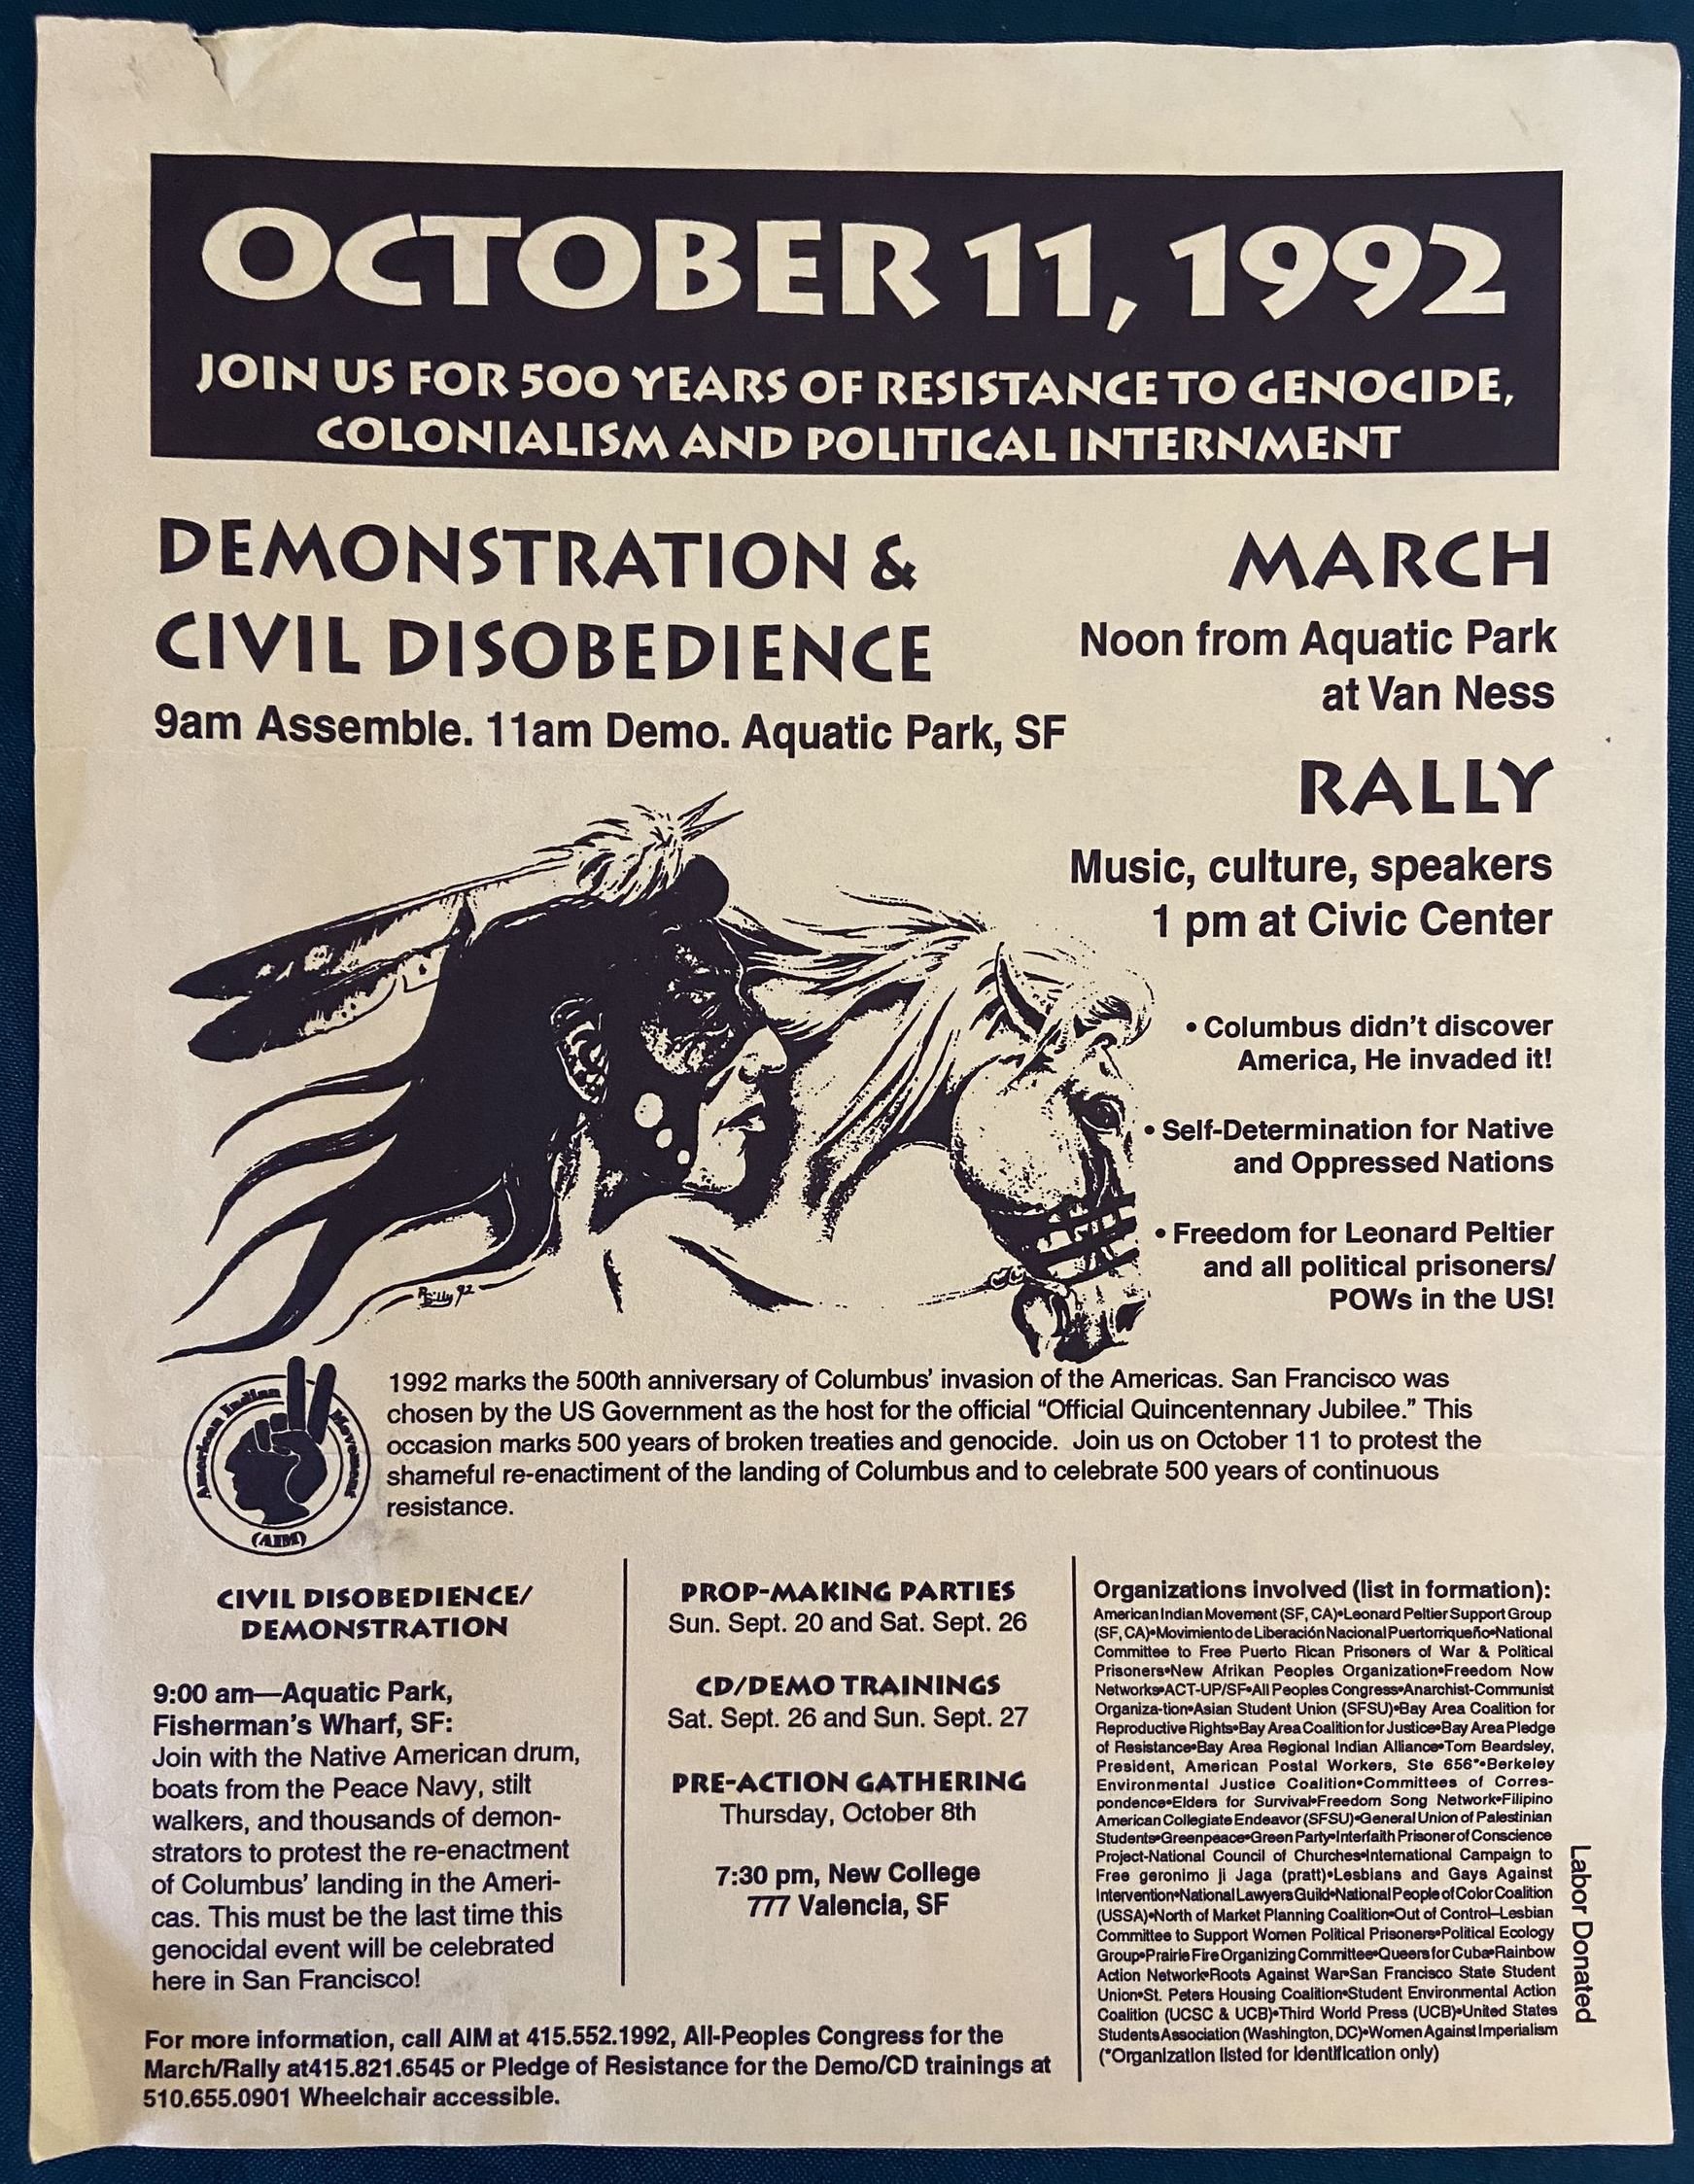 OCTOBER 11, 1992
JOIN US FOR 500 YEARS OF RESISTANCE TO GENOCIDE,
COLONIALISM AND POLITICAL INTERNMENT
DEMONSTRATION &
CIVIL DISOBEDIENCE
9am Assemble. 11am Demo. Aquatic Park, SF
MARCH
Noon from Aquatic Park
at Van Ness
RALLY
Music, culture, speakers
1 pm at Civic Center
• Columbus didn't discover
America, He invaded it!
• Self-Determination for Native
and Oppressed Nations
• Freedom for Leonard Peltier
and all political prisoners/
POWs in the US!
92
American Indian Movement
(AIM)
1992 marks the 500th anniversary of Columbus' invasion of the Americas. San Francisco was
chosen by the US Government as the host for the official “Official Quincentennary Jubilee.” This
occasion marks 500 years of broken treaties and genocide. Join us on October 11 to protest the
shameful re-enactiment of the landing of Columbus and to celebrate 500 years of continuous
resistance.
CIVIL DISOBEDIENCE/
DEMONSTRATION
9:00 am—Aquatic Park,
Fisherman's Wharf, SF:
Join with the Native American drum,
boats from the Peace Navy, stilt
walkers, and thousands of demon-
strators to protest the re-enactment
of Columbus' landing in the Ameri-
cas. This must be the last time this
genocidal event will be celebrated
here in San Francisco!
PROP-MAKING PARTIES
Sun. Sept. 20 and Sat. Sept. 26
CD/DEMO TRAININGS
Sat. Sept. 26 and Sun. Sept. 27
PRE-ACTION GATHERING
Thursday, October 8th
7:30 pm, New College
777 Valencia, SF
Organizations involved (list in formation):
American Indian Movement (SF, CA)•Leonard Peltier Support Group
(SF, CA)•Movimiento de Liberación Nacional Puertorriqueño•National
Committee to Free Puerto Rican Prisoners of War & Political
Prisoners•New Afrikan Peoples Organization•Freedom Now
Networks•ACT-UP/SF•All Peoples Congress•Anarchist-Communist
Organiza-tion•Asian Student Union (SFSU)•Bay Area Coalition for
Reproductive Rights•Bay Area Coalition for Justice•Bay Area Pledge
of Resistance•Bay Area Regional Indian Alliance•Tom Beardsley,
President, American Postal Workers, Ste 656*•Berkeley
Environmental Justice Coalition•Committees of Corres-
pondence•Elders for Survival•Freedom Song Network•Filipino
American Collegiate Endeavor (SFSU)•General Union of Palestinian
Students•Greenpeace•Green Party•Interfaith Prisoner of Conscience
Project-National Council of Churches•International Campaign to
Free geronimo ji Jaga (pratt)•Lesbians and Gays Against
Intervention•National Lawyers Guild•National People of Color Coalition
(USSA)•North of Market Planning Coalition•Out of Control–Lesbian
Committee to Support Women Political Prisoners•Political Ecology
Group•Prairie Fire Organizing Committee•Queers for Cuba•Rainbow
Action Network•Roots Against War•San Francisco State Student
Union•St. Peters Housing Coalition•Student Environmental Action
Coalition (UCSC & UCB)•Third World Press (UCB)•United States
Students Association (Washington, DC)•Women Against Imperialism
(*Organization listed for identification only)
Labor Donated
For more information, call AIM at 415.552.1992, All-Peoples Congress for the
March/Rally at415.821.6545 or Pledge of Resistance for the Demo/CD trainings at
510.655.0901 Wheelchair accessible.